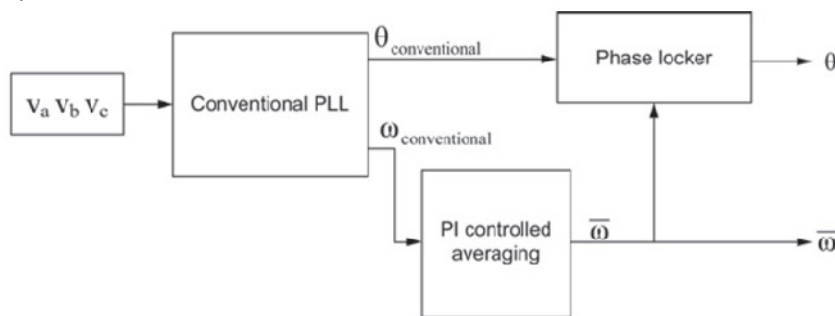 θconventional
Phase locker
θ
Va Vb Vc
Conventional PLL
ωconventional
PI controlled
averaging
ω̅
ω̅